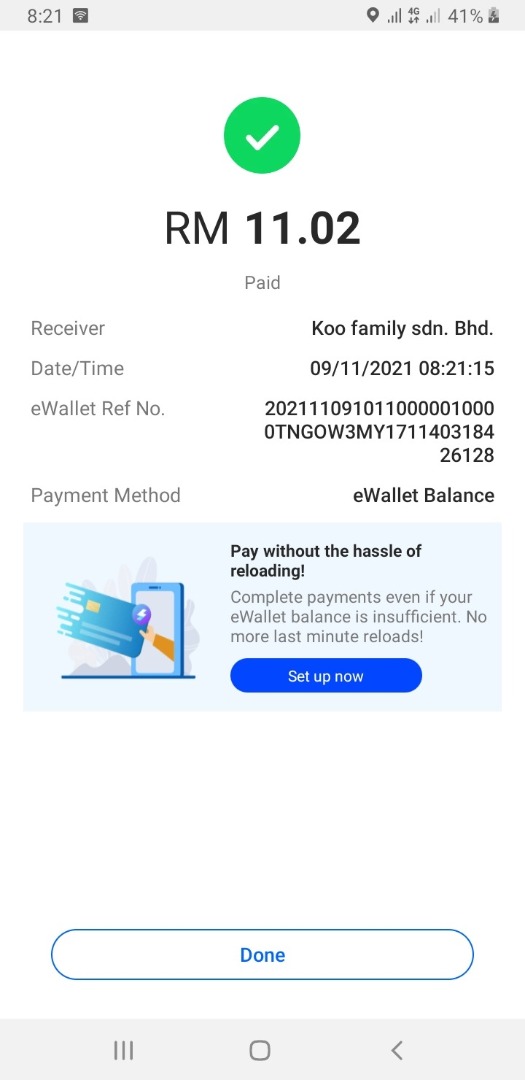 8:21 4G 41%
RM 11.02
Paid
Receiver Koo family sdn. Bhd.
Date/Time 09/11/2021 08:21:15
eWallet Ref No. 202111091011000001000
0TNGOW3MY1711403184
26128
Payment Method eWallet Balance
Pay without the hassle of
reloading!
Complete payments even if your
eWallet balance is insufficient. No
more last minute reloads!
Set up now
Done